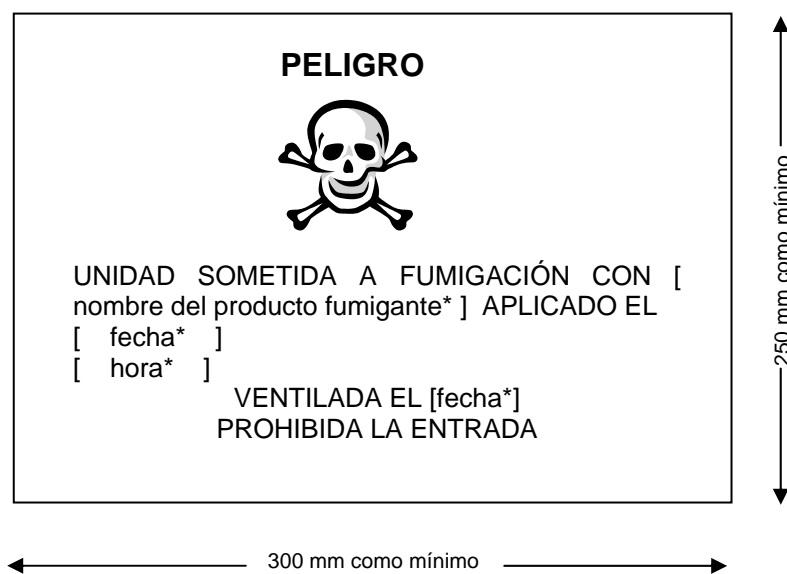 PELIGRO
UNIDAD SOMETIDA A FUMIGACIÓN CON [
nombre del producto fumigante* ] APLICADO EL
[ fecha* ]
[ hora* ]
VENTILADA EL [fecha*]
PROHIBIDA LA ENTRADA
250 mm como mínimo
300 mm como mínimo